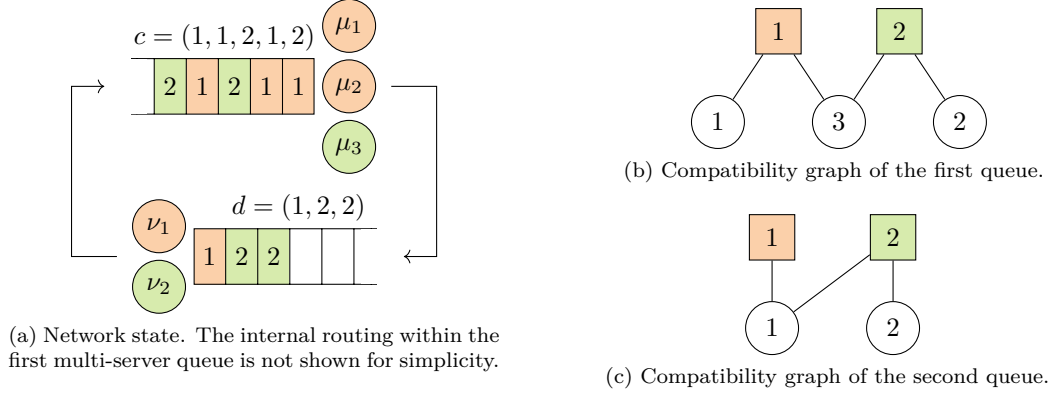 c = (1, 1, 2, 1, 2)
μ₁
2 1 2 1 1
μ₂
μ₃
d = (1, 2, 2)
ν₁
1 2 2
ν₂
(a) Network state. The internal routing within the
first multi-server queue is not shown for simplicity.
1 2
1 3 2
(b) Compatibility graph of the first queue.
1 2
1 2
(c) Compatibility graph of the second queue.